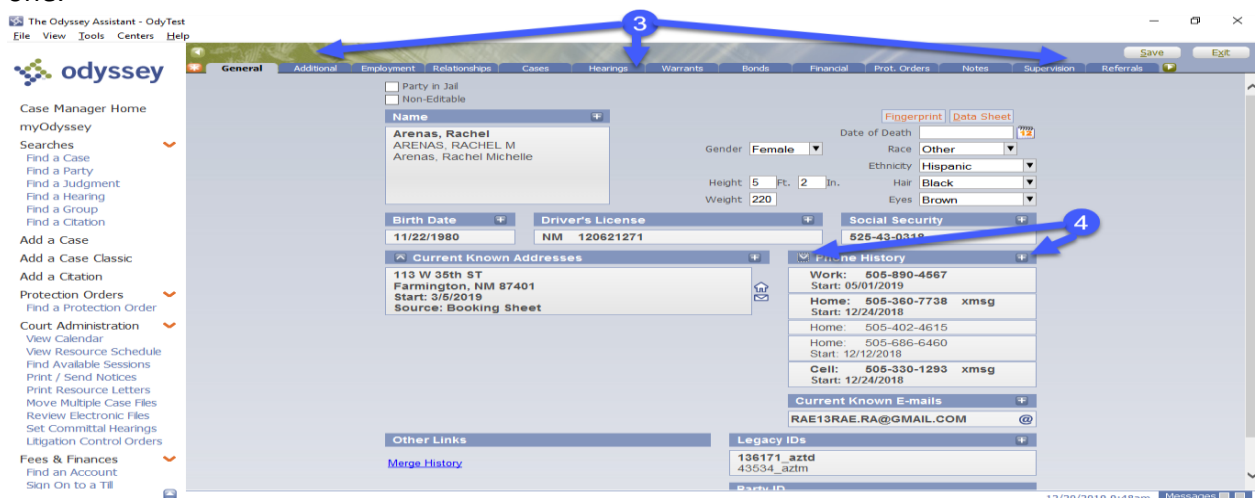 one.
The Odyssey Assistant - OdyTest
File View Tools Centers Help
3
Save Exit
odyssey
General Additional Employment Relationships Cases Hearings Warrants Bonds Financial Prot. Orders Notes Supervision Referrals
Case Manager Home
myOdyssey
Searches
Find a Case
Find a Party
Find a Judgment
Find a Hearing
Find a Group
Find a Citation
Add a Case
Add a Case Classic
Add a Citation
Protection Orders
Find a Protection Order
Court Administration
View Calendar
View Resource Schedule
Find Available Sessions
Print / Send Notices
Print Resource Letters
Move Multiple Case Files
Review Electronic Files
Set Committal Hearings
Litigation Control Orders
Fees & Finances
Find an Account
Sign On to a Till
Party in Jail
Non-Editable
Name
Arenas, Rachel
ARENAS, RACHEL M
Arenas, Rachel Michelle
Fingerprint Data Sheet
Date of Death 12
Gender Female Race Other
Ethnicity Hispanic
Height 5 Ft. 2 In. Hair Black
Weight 220 Eyes Brown
Birth Date Driver's License Social Security
11/22/1980 NM 120621271 525-43-0318
4
Current Known Addresses
113 W 35th ST
Farmington, NM 87401
Start: 3/5/2019
Source: Booking Sheet
Phone History
Work: 505-890-4567
Start: 05/01/2019
Home: 505-360-7738 xmsg
Start: 12/24/2018
Home: 505-402-4615
Home: 505-686-6460
Start: 12/12/2018
Cell: 505-330-1293 xmsg
Start: 12/24/2018
Current Known E-mails
RAE13RAE.RA@GMAIL.COM @
Other Links
Merge History
Legacy IDs
136171_aztd
43534_aztm
Party ID
Messages